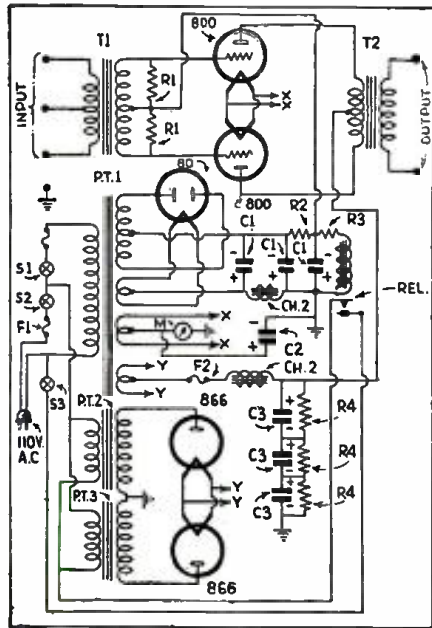 800
T1
T2
INPUT
R1
R1
X
X
OUTPUT
P.T.1
80
800
R2
R3
C1
C1
C1
S1
S2
F1
CH.2
REL.
M
X
X
C2
Y
Y
F2
CH.2
S3
110V.
A.C
P.T.2
866
C3
R4
Y
Y
C3
R4
P.T.3
C3
R4
866